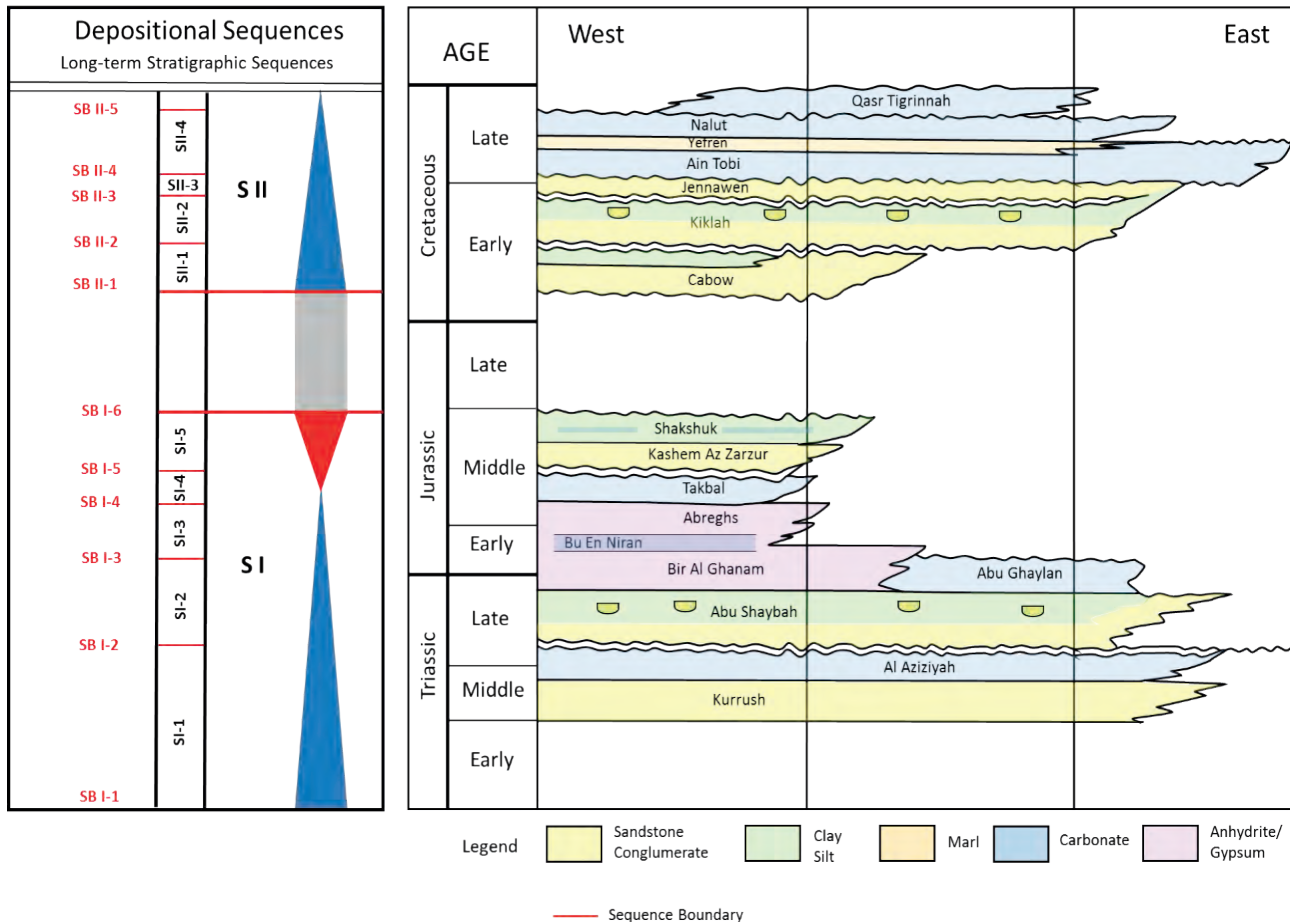 Depositional Sequences
Long-term Stratigraphic Sequences
SB II-5
SII-4
SB II-4
SII-3
SB II-3
SII-2
SB II-2
SII-1
SB II-1
S II
SB I-6
SI-5
SB I-5
SI-4
SB I-4
SI-3
SB I-3
SI-2
SB I-2
SI-1
SB I-1
S I
AGE
West
East
Cretaceous
Late
Early
Jurassic
Late
Middle
Early
Triassic
Late
Middle
Early
Qasr Tigrinnah
Nalut
Yefren
Ain Tobi
Jennawen
Kiklah
Cabow
Shakshuk
Kashem Az Zarzur
Takbal
Abreghs
Bu En Niran
Bir Al Ghanam
Abu Ghaylan
Abu Shaybah
Al Aziziyah
Kurrush
Legend
Sandstone
Conglomerate
Clay
Silt
Marl
Carbonate
Anhydrite/
Gypsum
Sequence Boundary